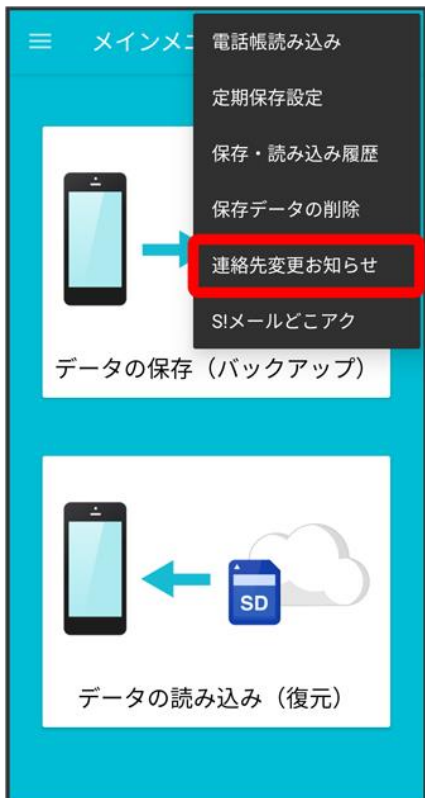 メインメニ
電話帳読み込み
定期保存設定
保存・読み込み履歴
保存データの削除
連絡先変更お知らせ
S!メールどこアク
データの保存（バックアップ）
SD
データの読み込み（復元）